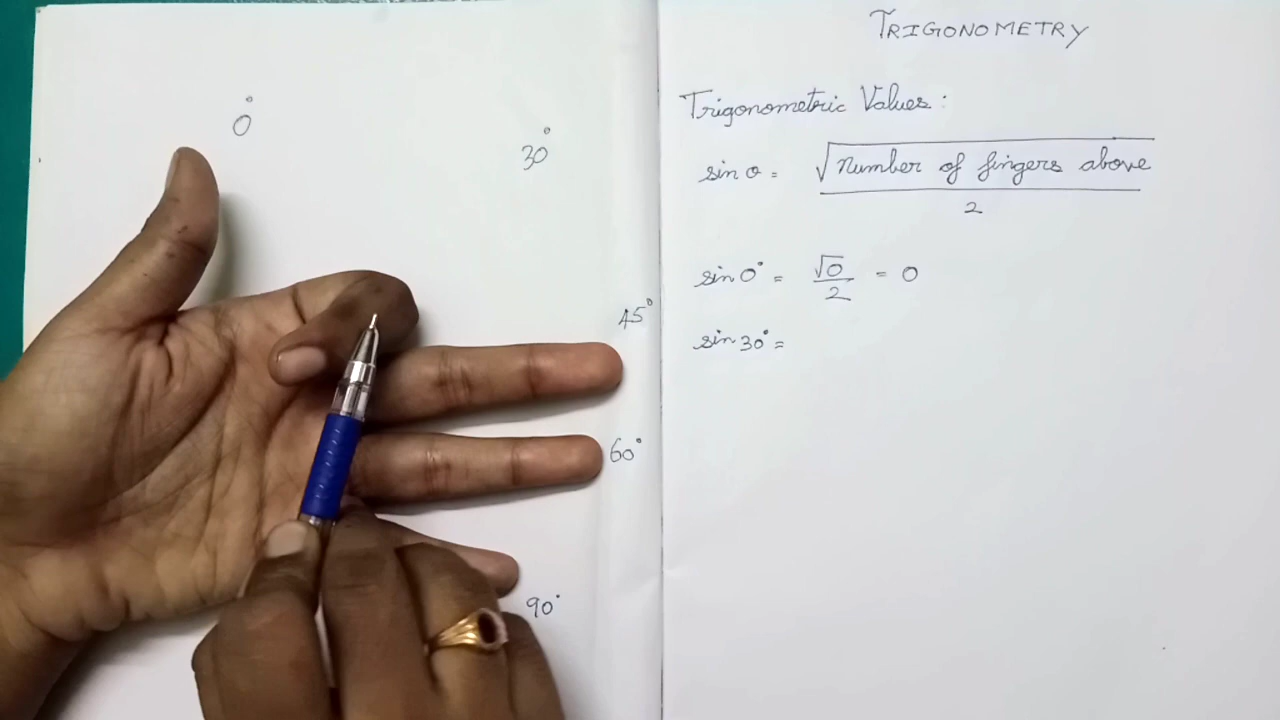 TRIGONOMETRY
0°
30°
45°
60°
90°
Trigonometric Values :
sin θ = √Number of fingers above / 2
sin 0° = √0 / 2 = 0
sin 30° =